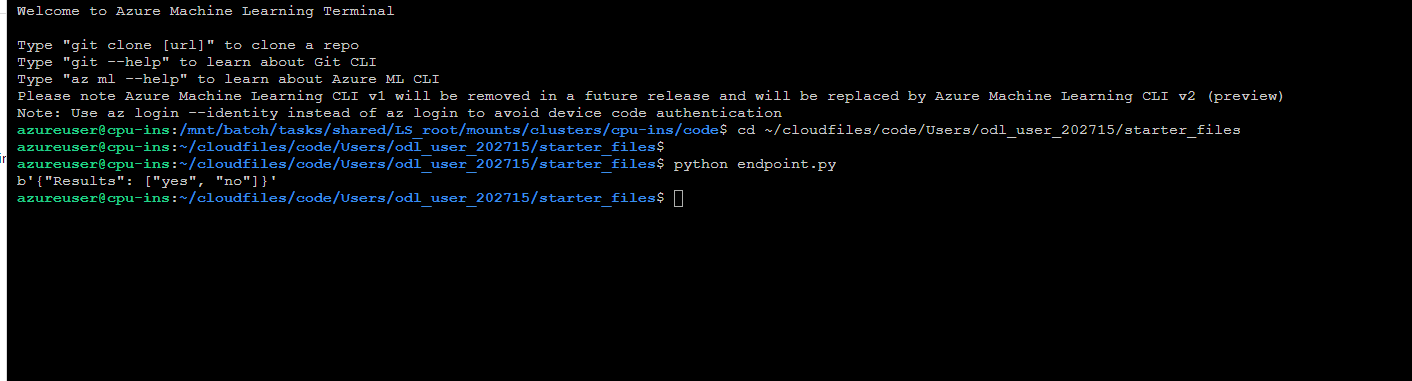 Welcome to Azure Machine Learning Terminal
Type "git clone [url]" to clone a repo
Type "git --help" to learn about Git CLI
Type "az ml --help" to learn about Azure ML CLI
Please note Azure Machine Learning CLI v1 will be removed in a future release and will be replaced by Azure Machine Learning CLI v2 (preview)
Note: Use az login --identity instead of az login to avoid device code authentication
azureuser@cpu-ins:/mnt/batch/tasks/shared/LS_root/mounts/clusters/cpu-ins/code$ cd ~/cloudfiles/code/Users/odl_user_202715/starter_files
azureuser@cpu-ins:~/cloudfiles/code/Users/odl_user_202715/starter_files$
azureuser@cpu-ins:~/cloudfiles/code/Users/odl_user_202715/starter_files$ python endpoint.py
b'{"Results": ["yes", "no"]}'
azureuser@cpu-ins:~/cloudfiles/code/Users/odl_user_202715/starter_files$